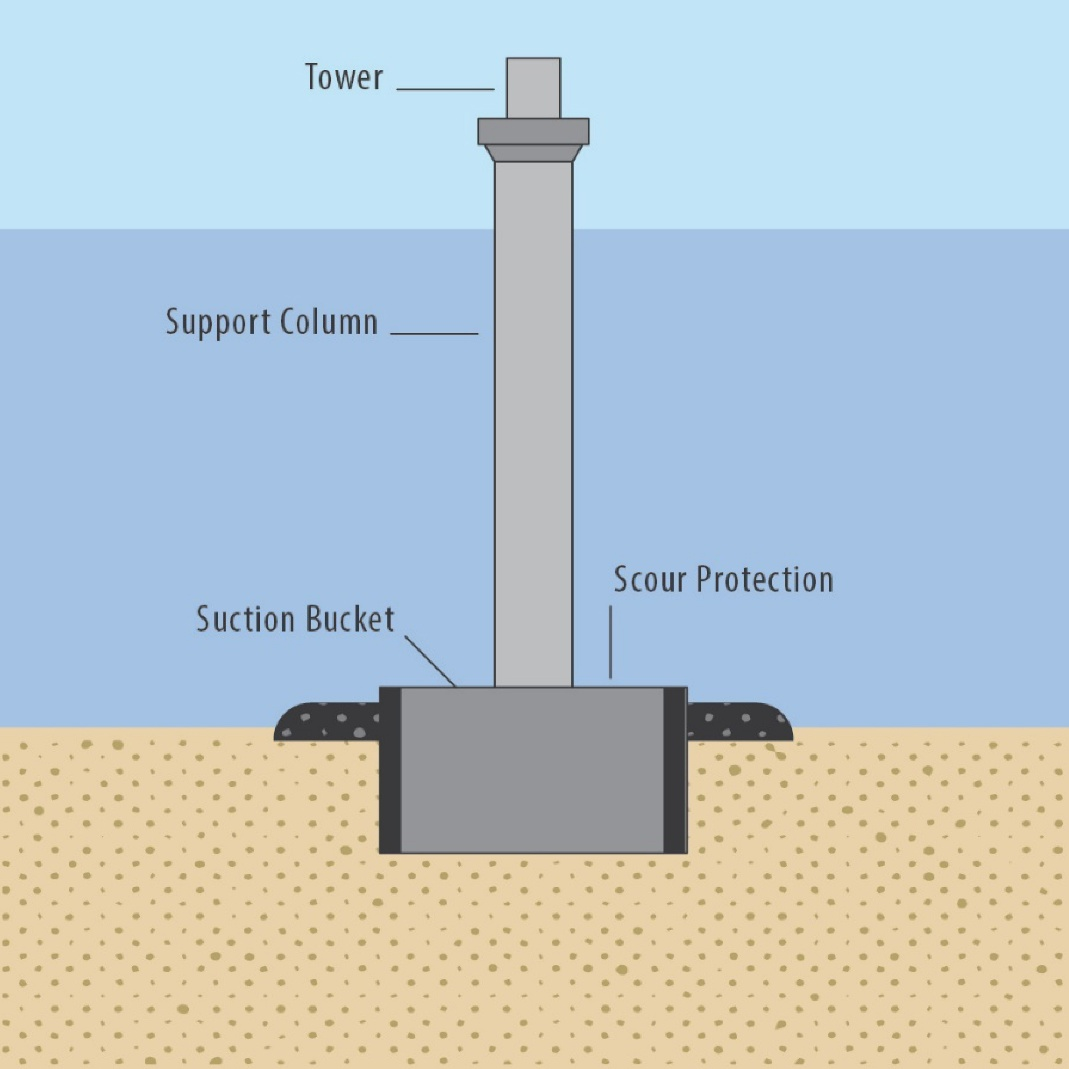 Tower
Support Column
Scour Protection
Suction Bucket